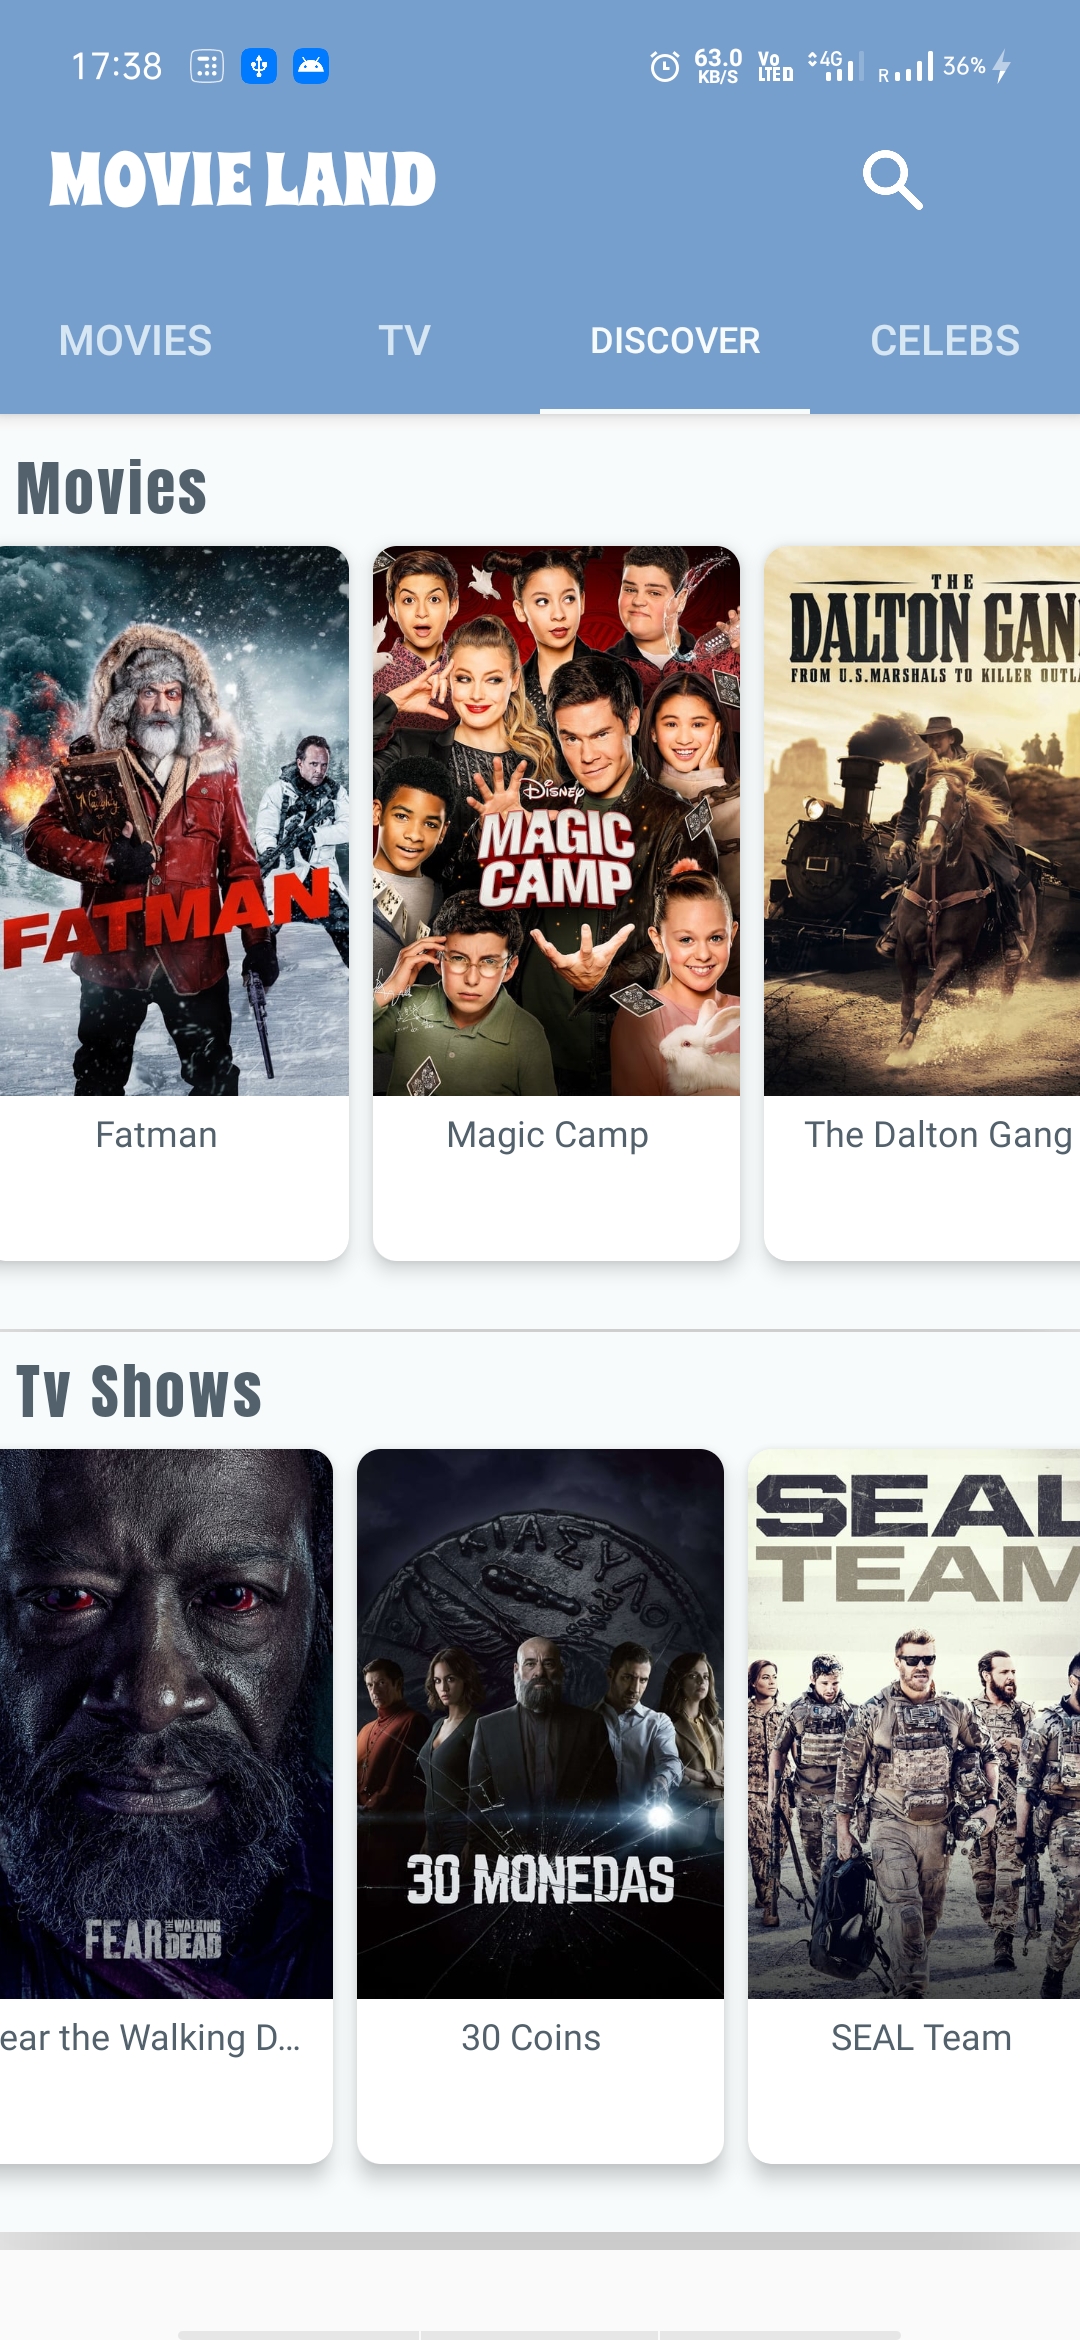 17:38 63.0 KB/S Vo LTE D 4G R 36%
MOVIE LAND
MOVIES TV DISCOVER CELEBS
Movies
FATMAN
Disney
MAGIC
CAMP
THE
DALTON GAN
FROM U.S.MARSHALS TO KILLER
Fatman
Magic Camp
The Dalton Gang
Tv Shows
FEAR THE WALKING DEAD
30 MONEDAS
SEAL
TEAM
ear the Walking D...
30 Coins
SEAL Team